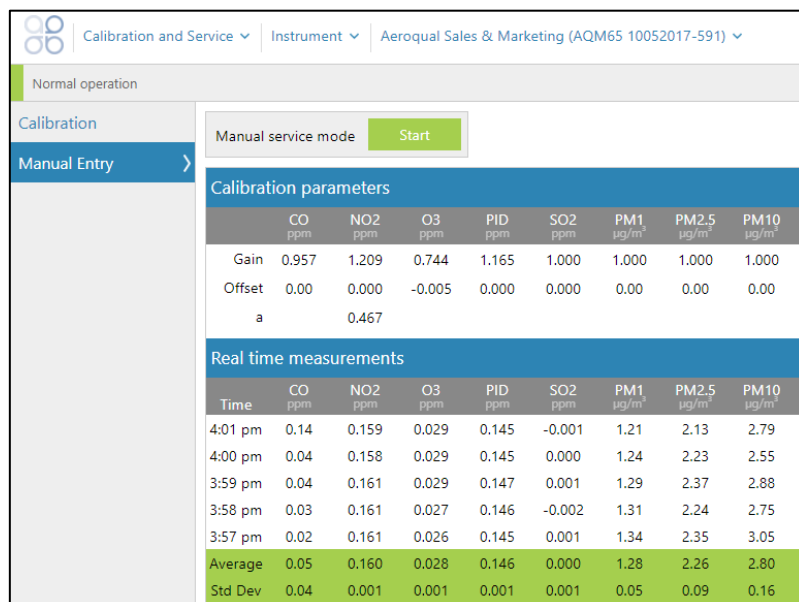 Calibration and Service Instrument Aeroqual Sales & Marketing (AQM65 10052017-591)
Normal operation
Calibration
Manual Entry
Manual service mode Start
Calibration parameters
CO NO2 O3 PID SO2 PM1 PM2.5 PM10
ppm ppm ppm ppm ppm µg/m³ µg/m³ µg/m³
Gain 0.957 1.209 0.744 1.165 1.000 1.000 1.000 1.000
Offset 0.00 0.000 -0.005 0.000 0.000 0.00 0.00 0.00
a 0.467
Real time measurements
CO NO2 O3 PID SO2 PM1 PM2.5 PM10
Time ppm ppm ppm ppm ppm µg/m³ µg/m³ µg/m³
4:01 pm 0.14 0.159 0.029 0.145 -0.001 1.21 2.13 2.79
4:00 pm 0.04 0.158 0.029 0.145 0.000 1.24 2.23 2.55
3:59 pm 0.04 0.161 0.029 0.147 0.001 1.29 2.37 2.88
3:58 pm 0.03 0.161 0.027 0.146 -0.002 1.31 2.24 2.75
3:57 pm 0.02 0.161 0.026 0.145 0.001 1.34 2.35 3.05
Average 0.05 0.160 0.028 0.146 0.000 1.28 2.26 2.80
Std Dev 0.04 0.001 0.001 0.001 0.001 0.05 0.09 0.16